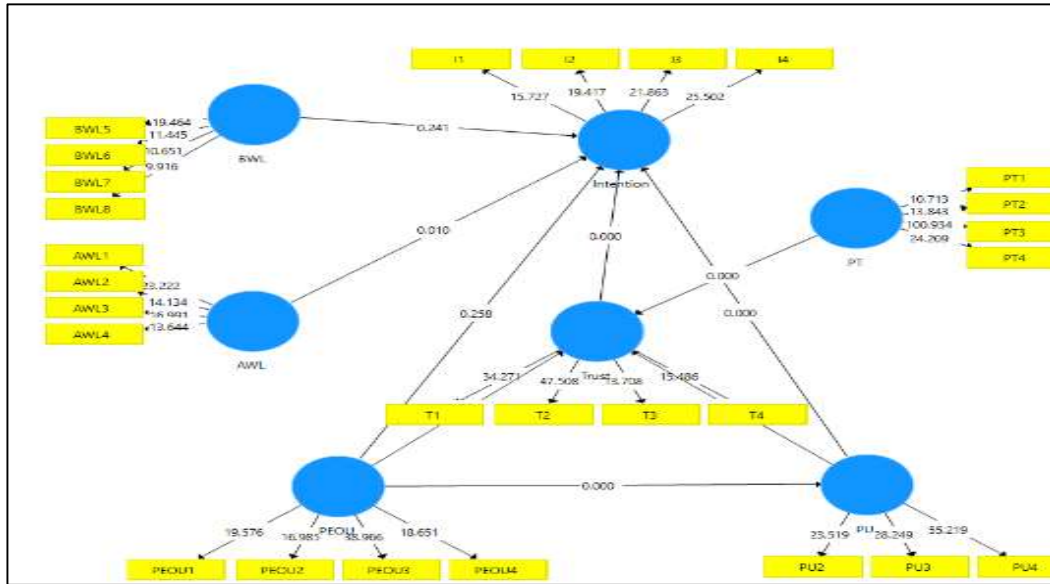 I1 I2 I3 I4
15.727 19.417 21.863 25.502
BWL5
BWL6
BWL7
BWL8
19.464
11.445
9.916
BWL
0.241
Intention
PT1
PT2
PT3
PT4
13.843
100.934
24.209
PT
AWL1
AWL2
AWL3
AWL4
23.222
14.134
13.644
AWL
0.010
0.000
0.000
0.000
0.258
Trust
34.271 47.508 15.486
T1 T2 T3 T4
0.000
PEOU
PU
19.576 18.651
23.519 28.249 55.219
PEOU1 PEOU2 PEOU3 PEOU4
PU2 PU3 PU4